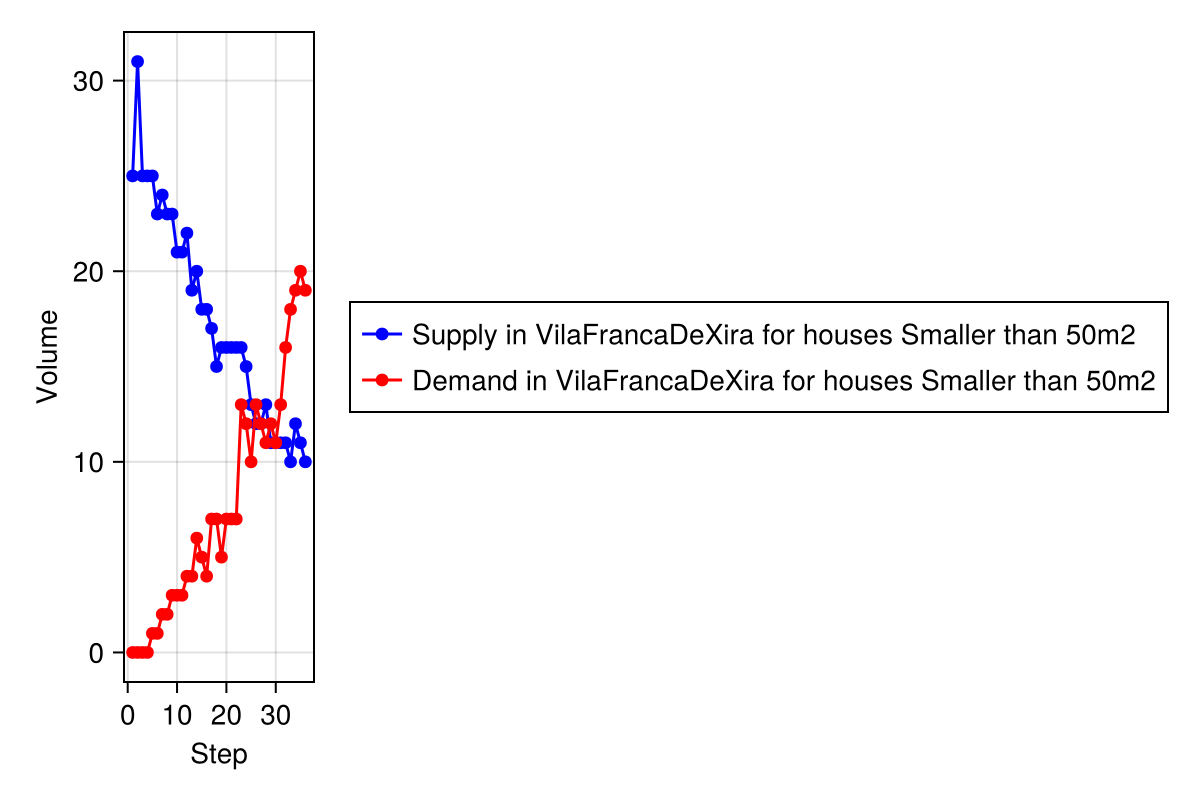 30
20
10
0
Volume
0 10 20 30
Step
Supply in VilaFrancaDeXira for houses Smaller than 50m2
Demand in VilaFrancaDeXira for houses Smaller than 50m2